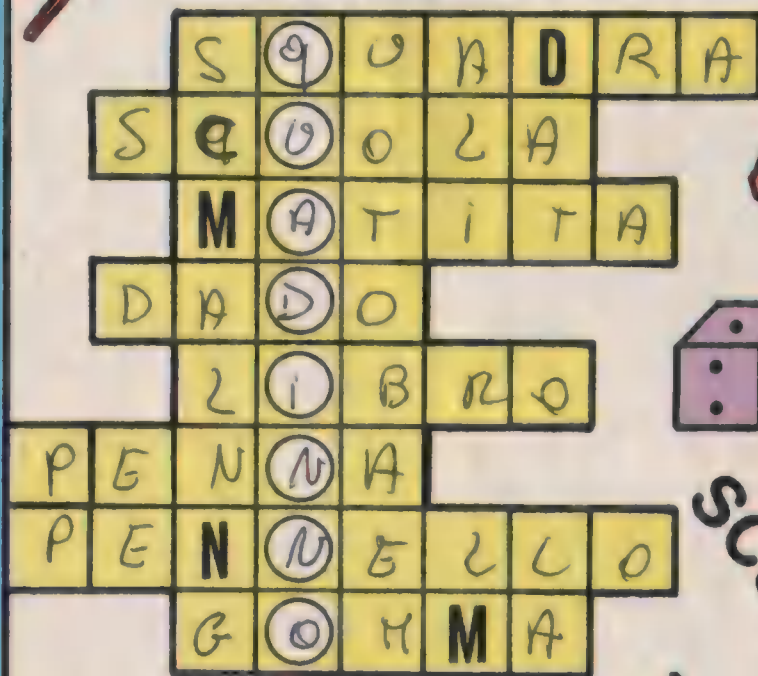 SQUADRA
SCUOLA
MATITA
DADO
LIBRO
PENNA
PENNELLO
GOMMA
SC